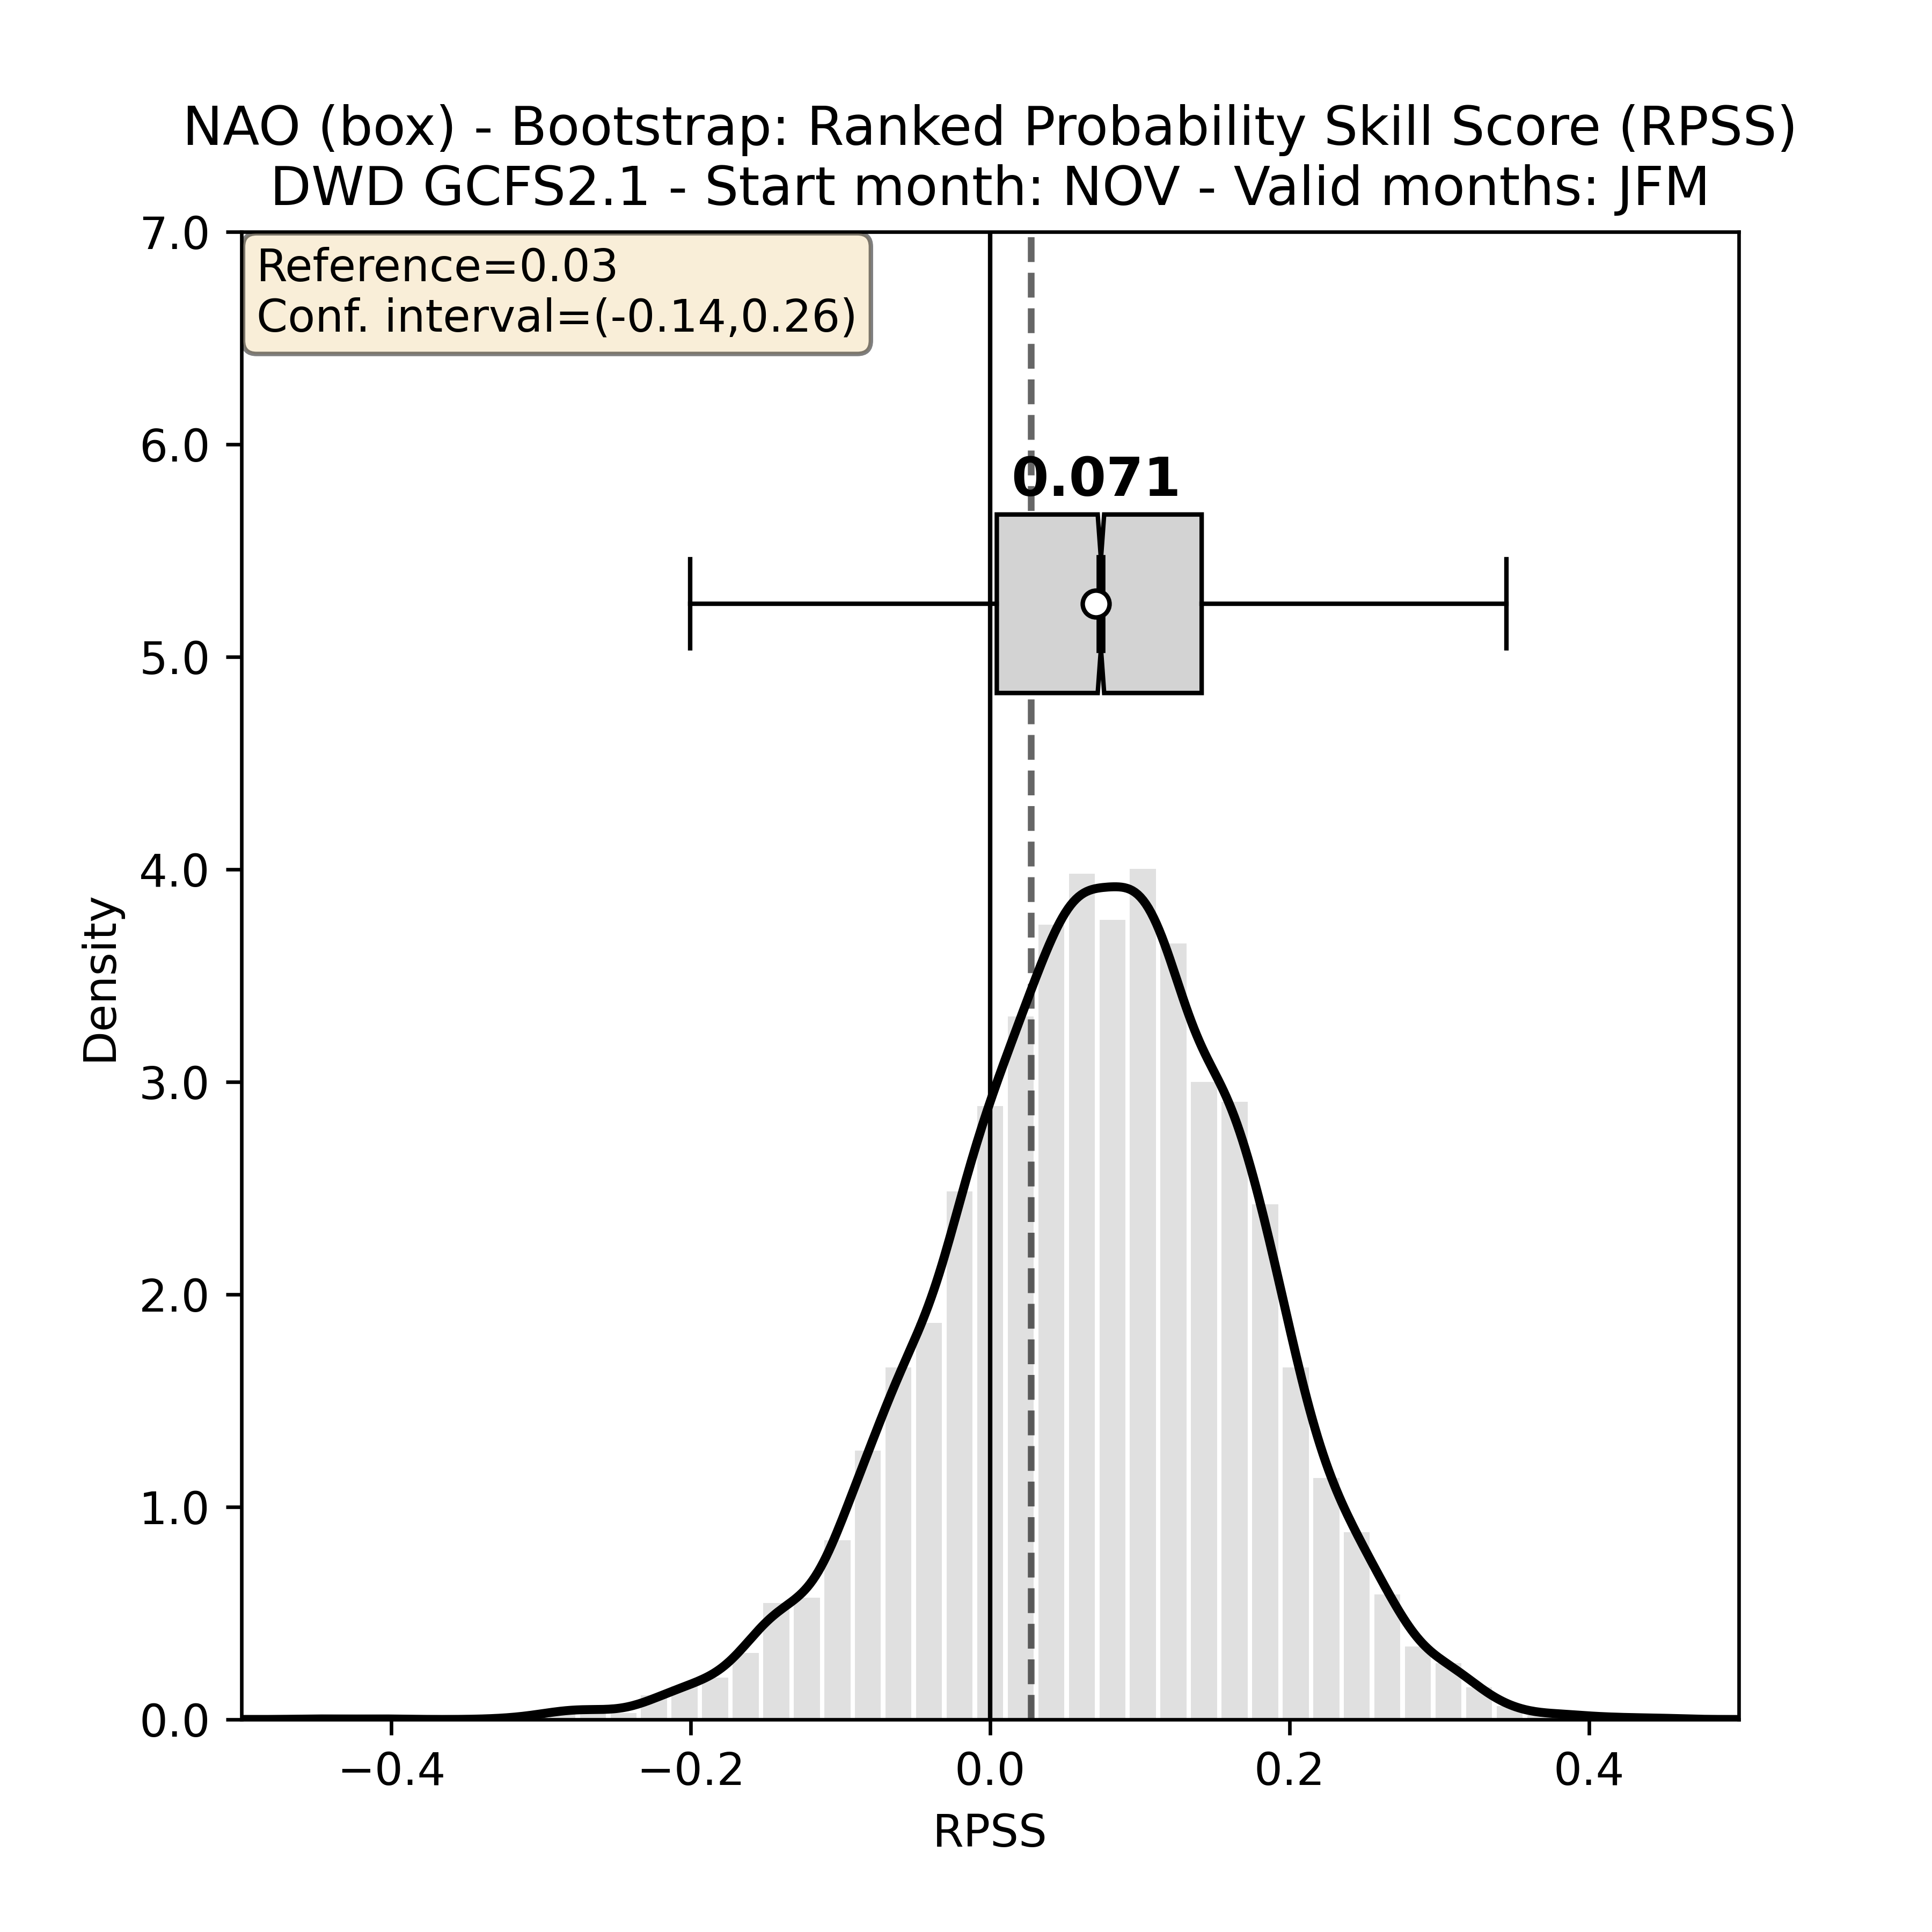 NAO (box) - Bootstrap: Ranked Probability Skill Score (RPSS)
DWD GCFS2.1 - Start month: NOV - Valid months: JFM
Reference=0.03
Conf. interval=(-0.14,0.26)
0.071
7.0
6.0
5.0
4.0
3.0
2.0
1.0
0.0
Density
−0.4 −0.2 0.0 0.2 0.4
RPSS